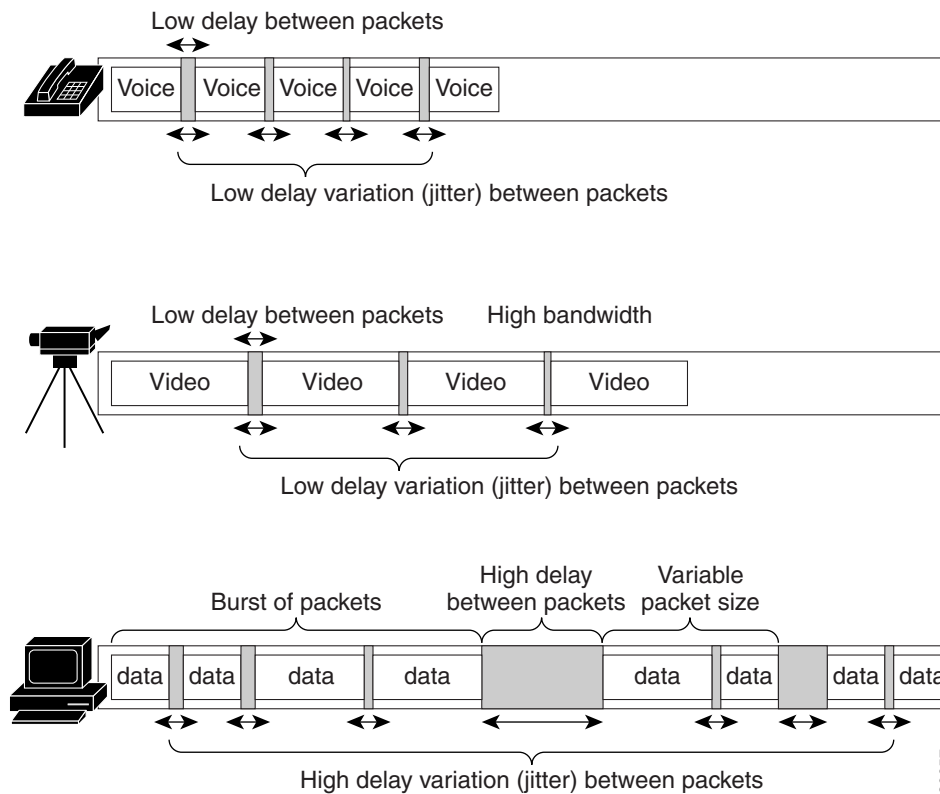 Low delay between packets
Voice Voice Voice Voice Voice
Low delay variation (jitter) between packets
Low delay between packets High bandwidth
Video Video Video Video
Low delay variation (jitter) between packets
Burst of packets
High delay
between packets
Variable
packet size
data data data data data data data data
High delay variation (jitter) between packets